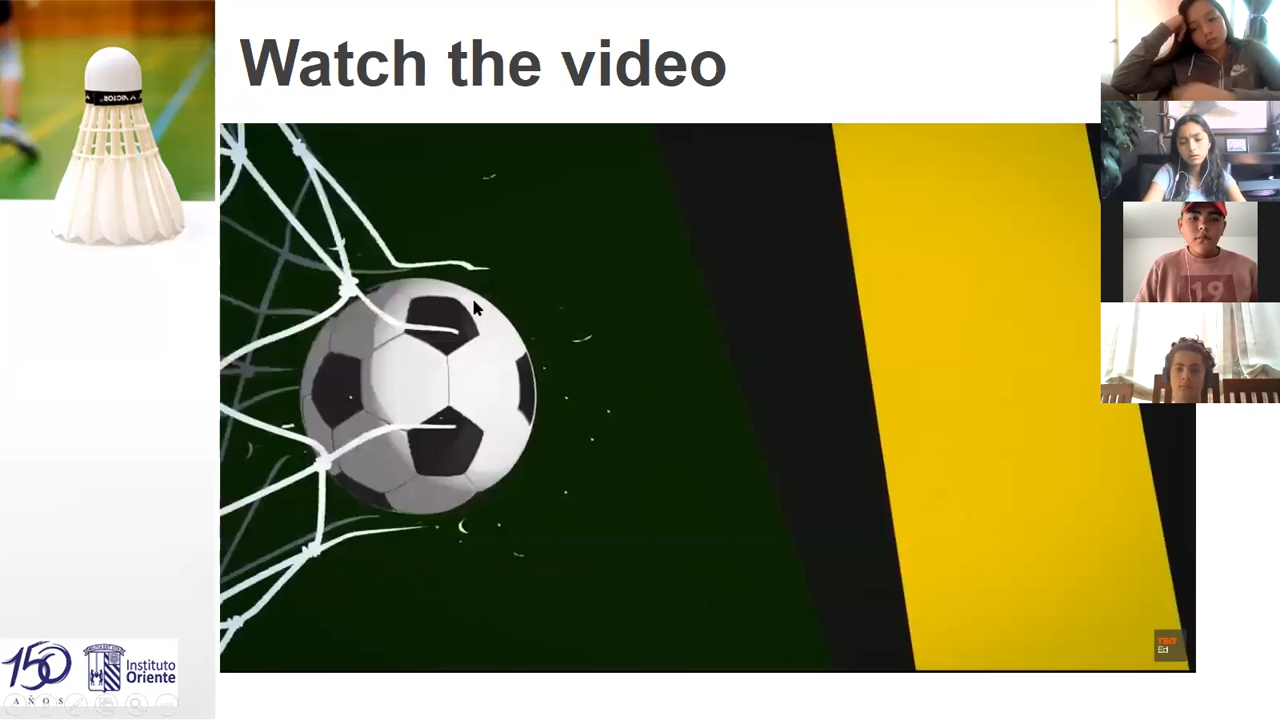 Watch the video
VICTOR
19
TED
Ed
150
AÑOS
Instituto
Oriente